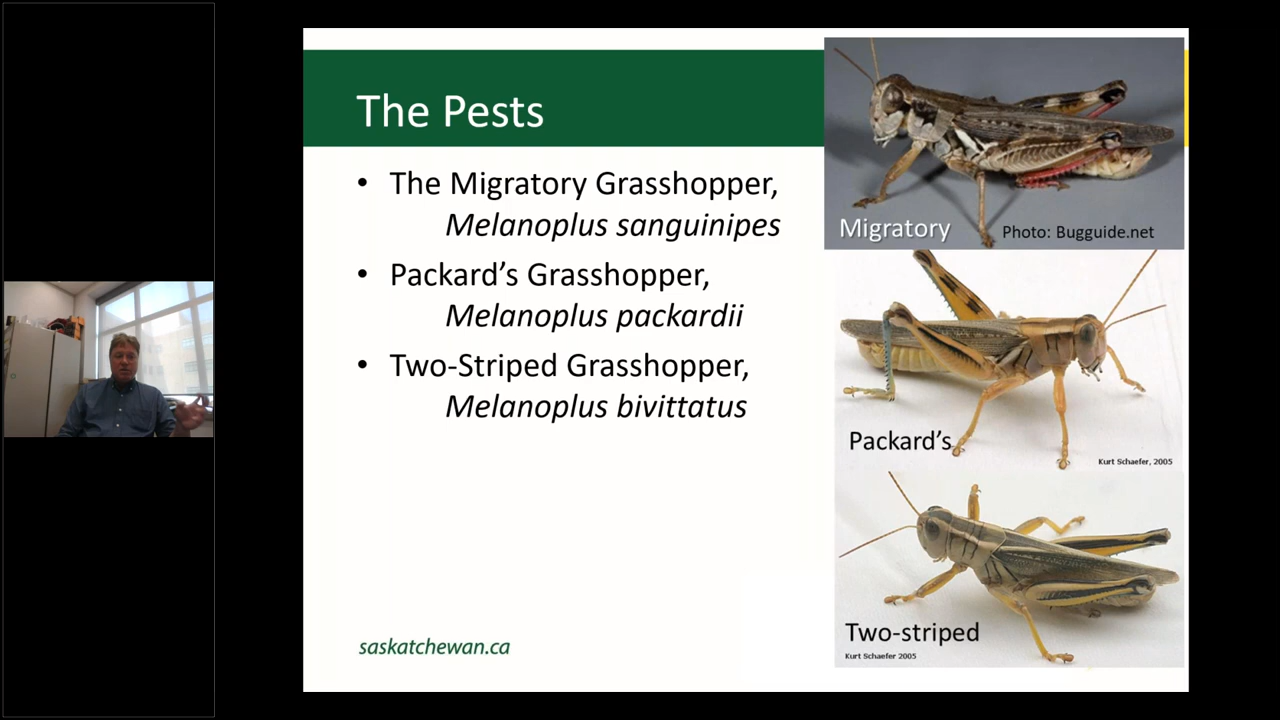 The Pests
• The Migratory Grasshopper,
Melanoplus sanguinipes
• Packard’s Grasshopper,
Melanoplus packardii
• Two-Striped Grasshopper,
Melanoplus bivittatus
saskatchewan.ca
Migratory
Photo: Bugguide.net
Packard’s
Kurt Schaefer, 2005
Two-striped
Kurt Schaefer 2005